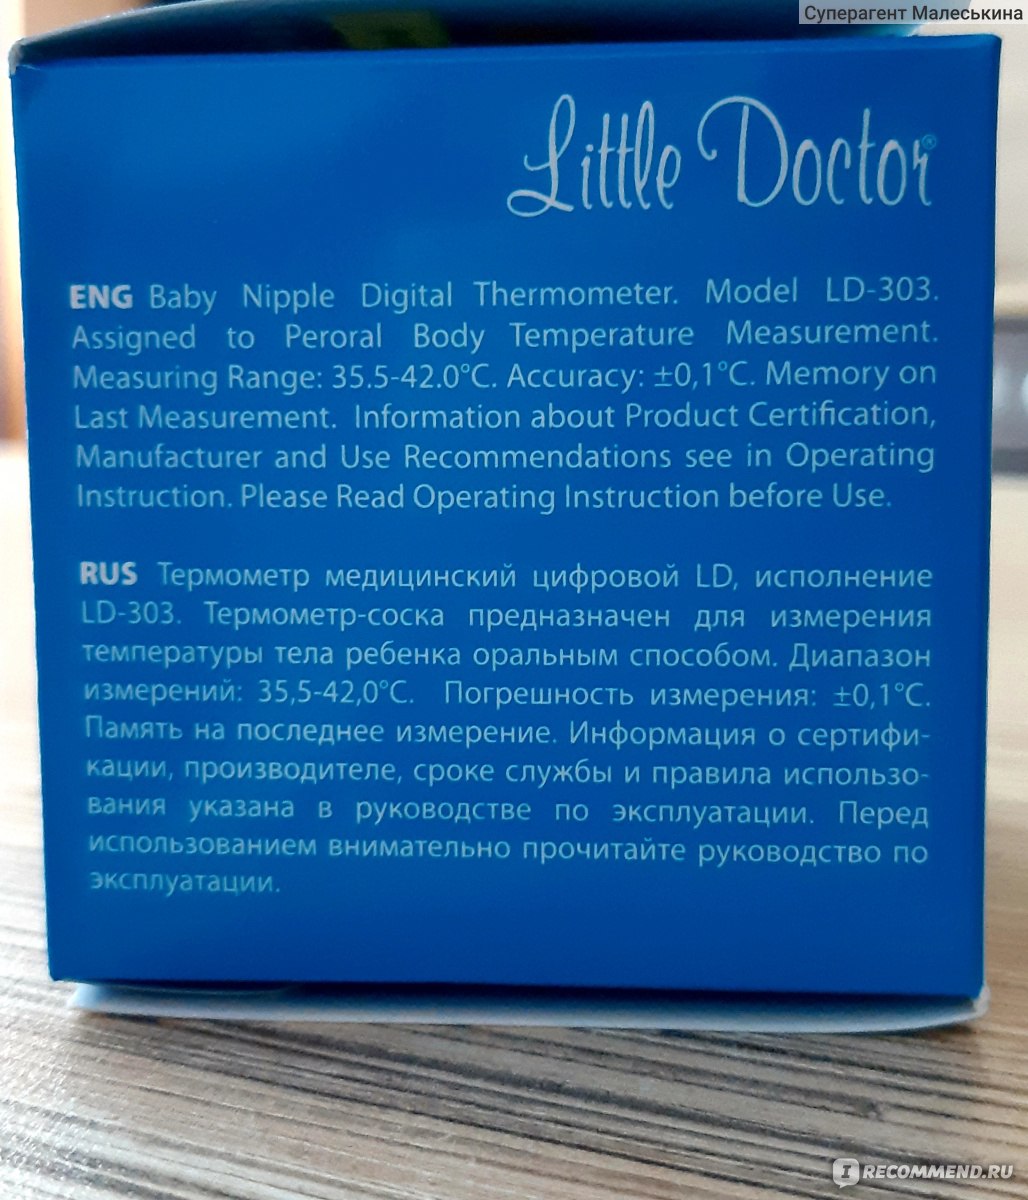 Суперагент Малеськина
Little Doctor®
ENG Baby Nipple Digital Thermometer. Model LD-303.
Assigned to Peroral Body Temperature Measurement.
Measuring Range: 35.5-42.0°C. Accuracy: ±0,1°C. Memory on
Last Measurement. Information about Product Certification,
Manufacturer and Use Recommendations see in Operating
Instruction. Please Read Operating Instruction before Use.
RUS Термометр медицинский цифровой LD, исполнение
LD-303. Термометр-соска предназначен для измерения
температуры тела ребенка оральным способом. Диапазон
измерений: 35,5-42,0°C. Погрешность измерения: ±0,1°C.
Память на последнее измерение. Информация о сертифи-
кации, производителе, сроке службы и правила использо-
вания указана в руководстве по эксплуатации. Перед
использованием внимательно прочитайте руководство по
эксплуатации.
IRECOMMEND.RU